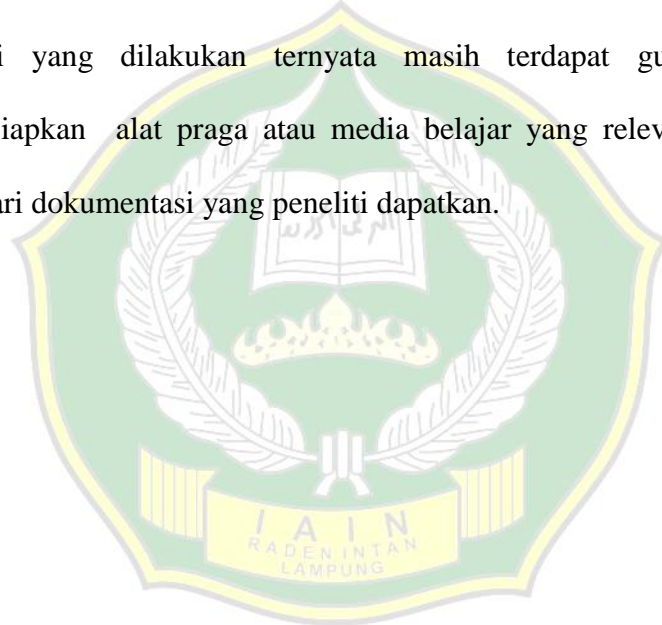 i yang dilakukan ternyata masih terdapat gu
iapkan alat praga atau media belajar yang relev
ari dokumentasi yang peneliti dapatkan.
I A I N
RADEN INTAN
LAMPUNG